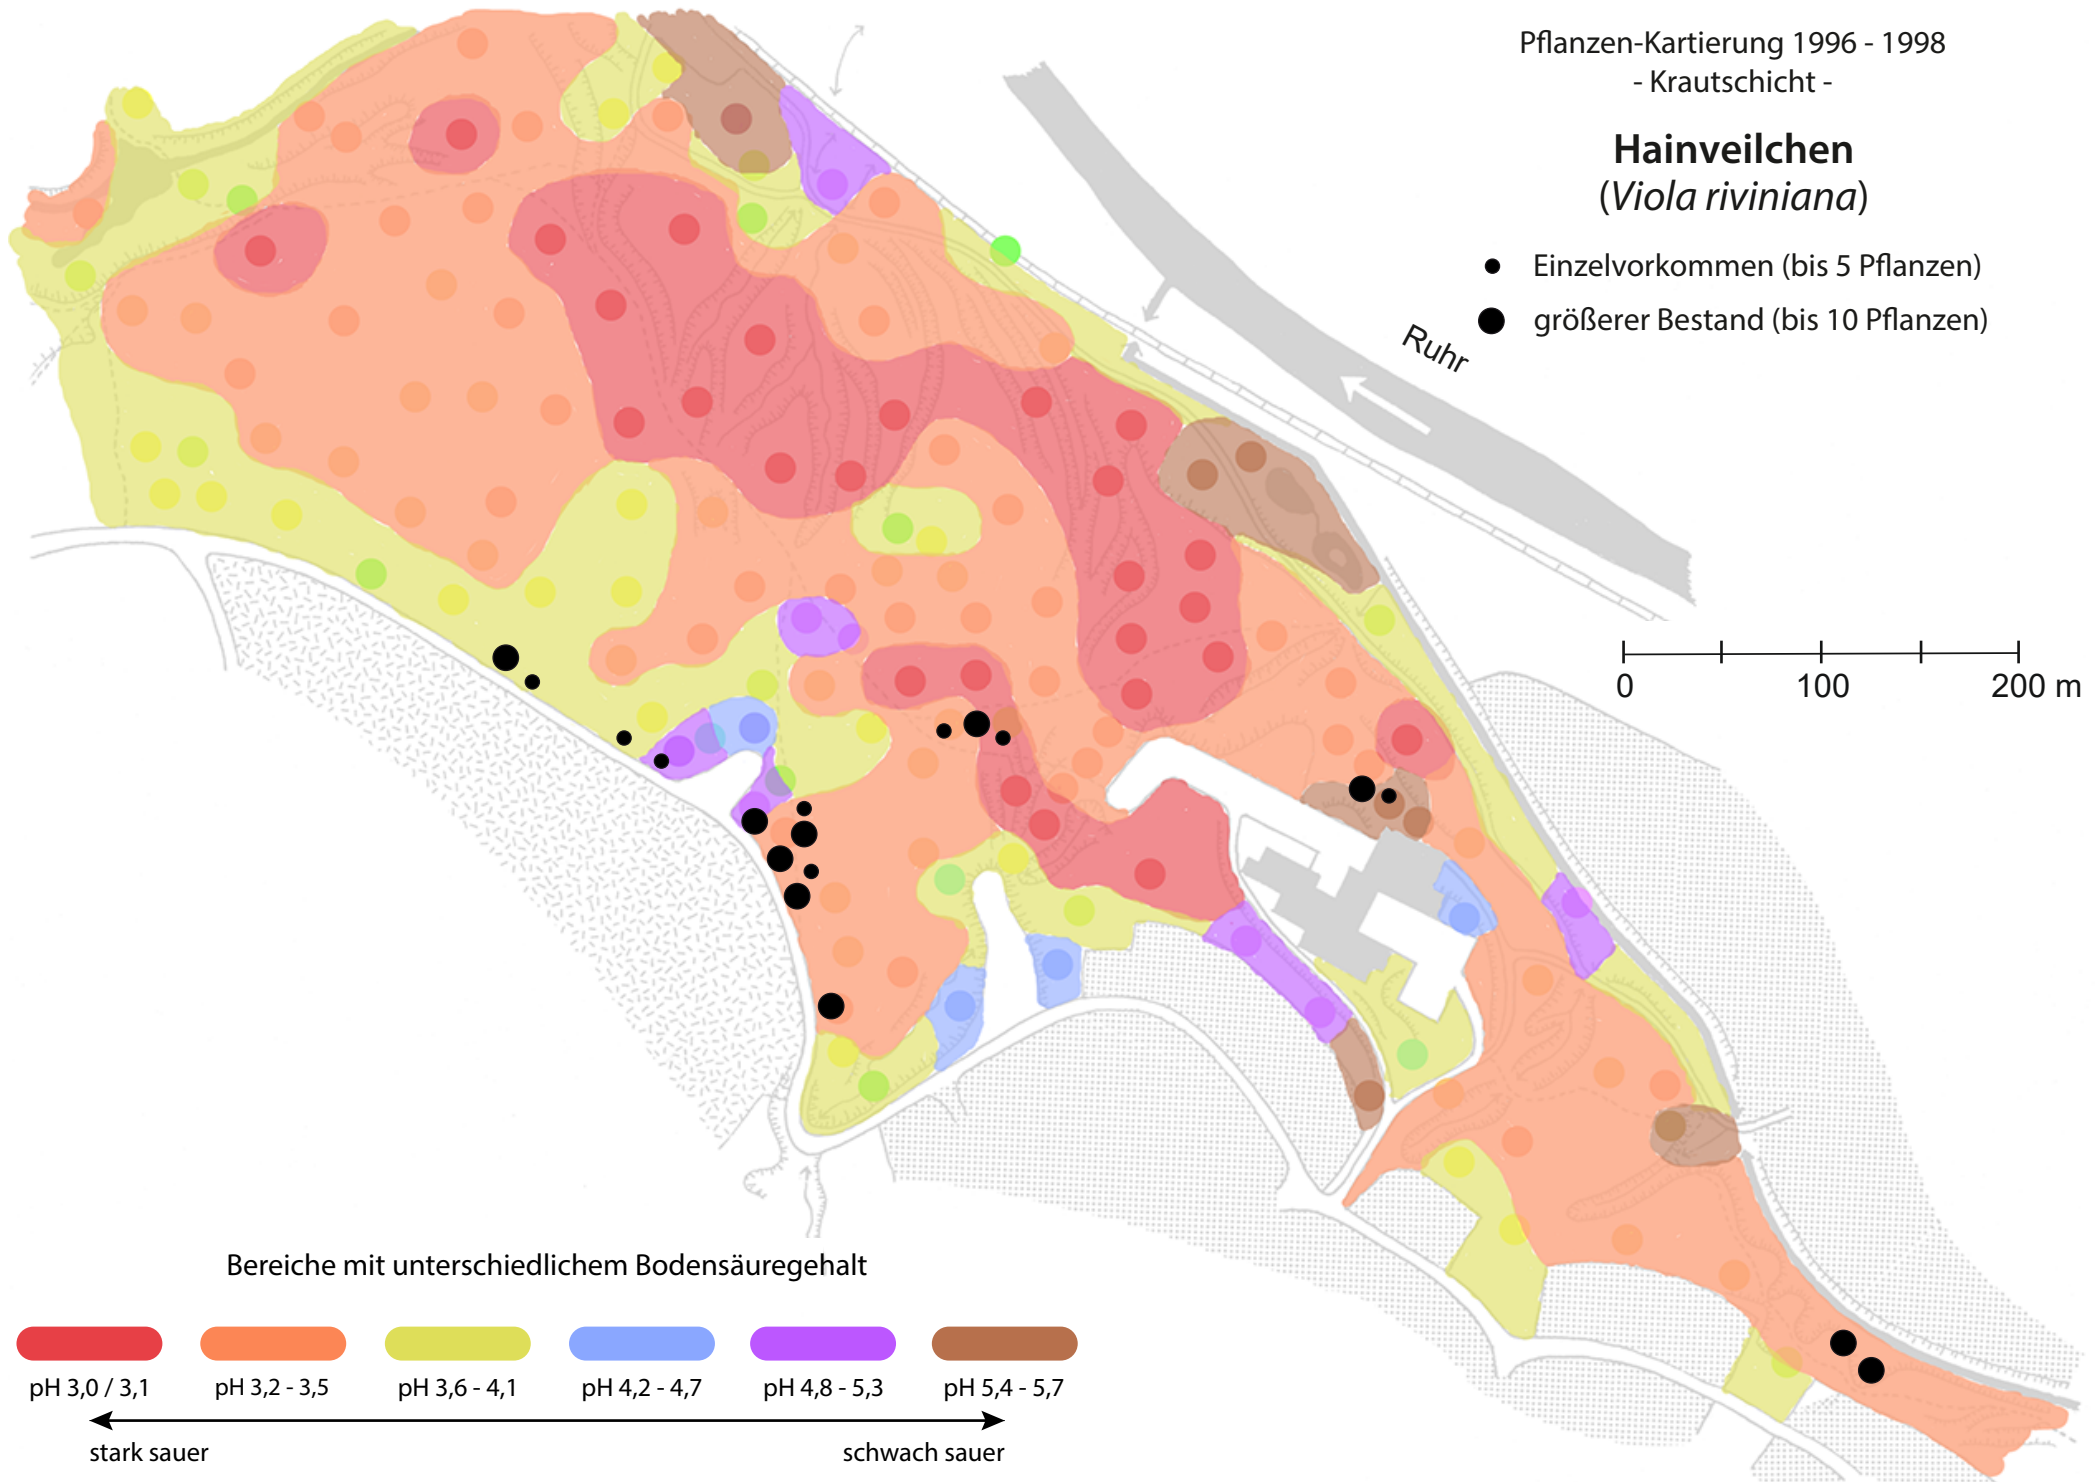 Pflanzen-Kartierung 1996 - 1998
- Krautschicht -
Hainveilchen
(Viola riviniana)
Einzelvorkommen (bis 5 Pflanzen)
größerer Bestand (bis 10 Pflanzen)
Ruhr
0 100 200 m
Bereiche mit unterschiedlichem Bodensäuregehalt
pH 3,0 / 3,1 pH 3,2 - 3,5 pH 3,6 - 4,1 pH 4,2 - 4,7 pH 4,8 - 5,3 pH 5,4 - 5,7
stark sauer schwach sauer